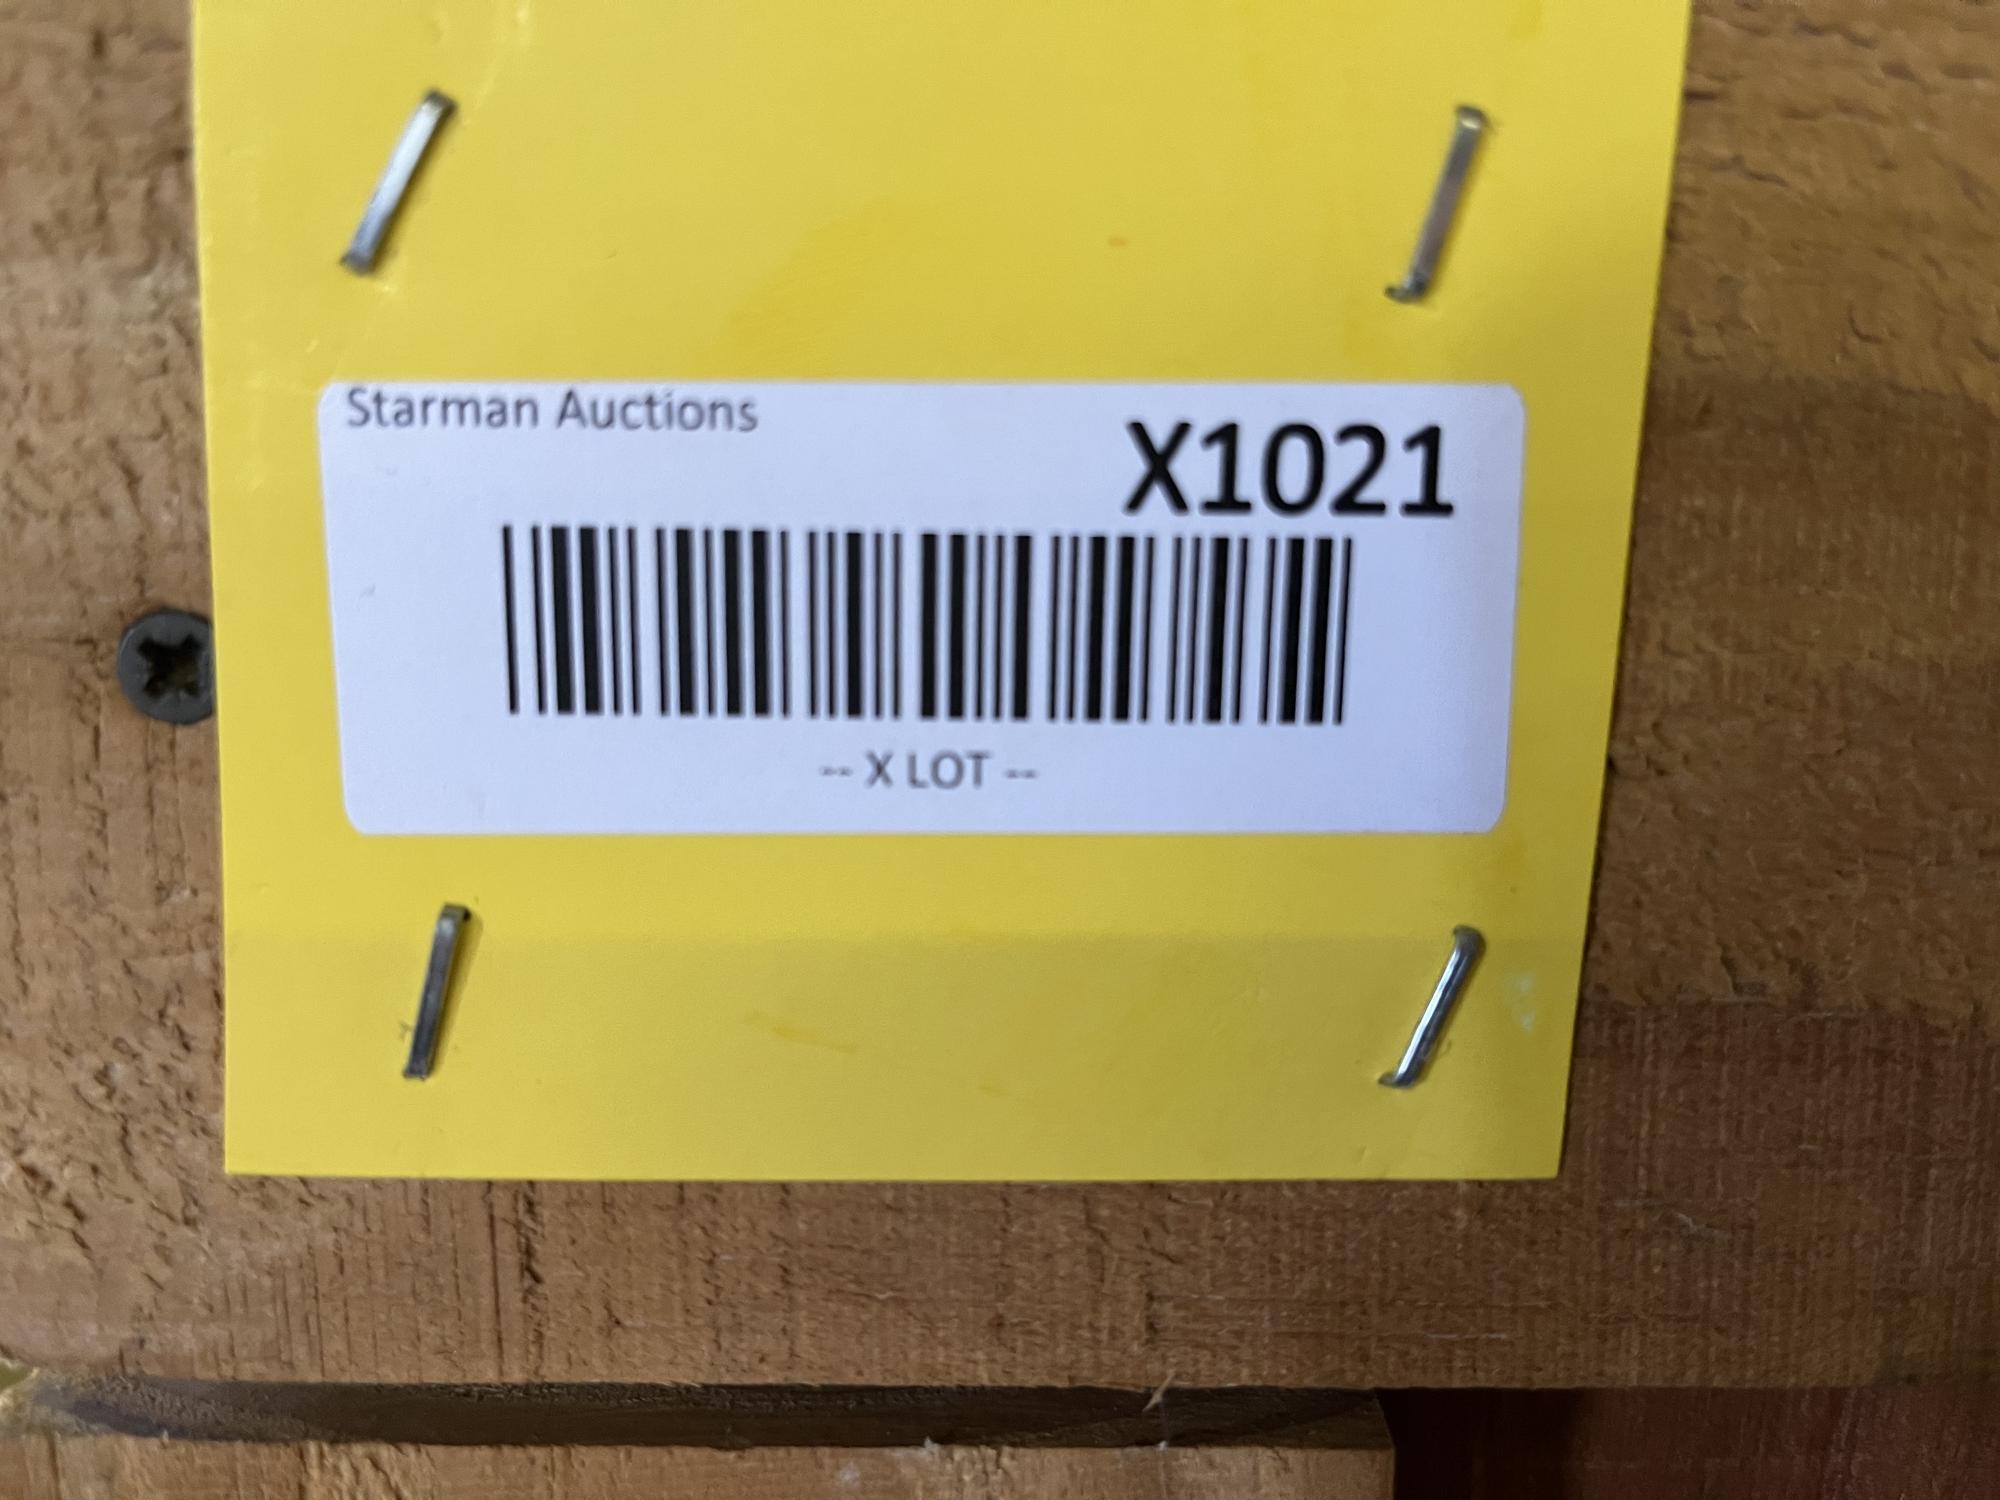 Starman Auctions
X1021
-- X LOT --